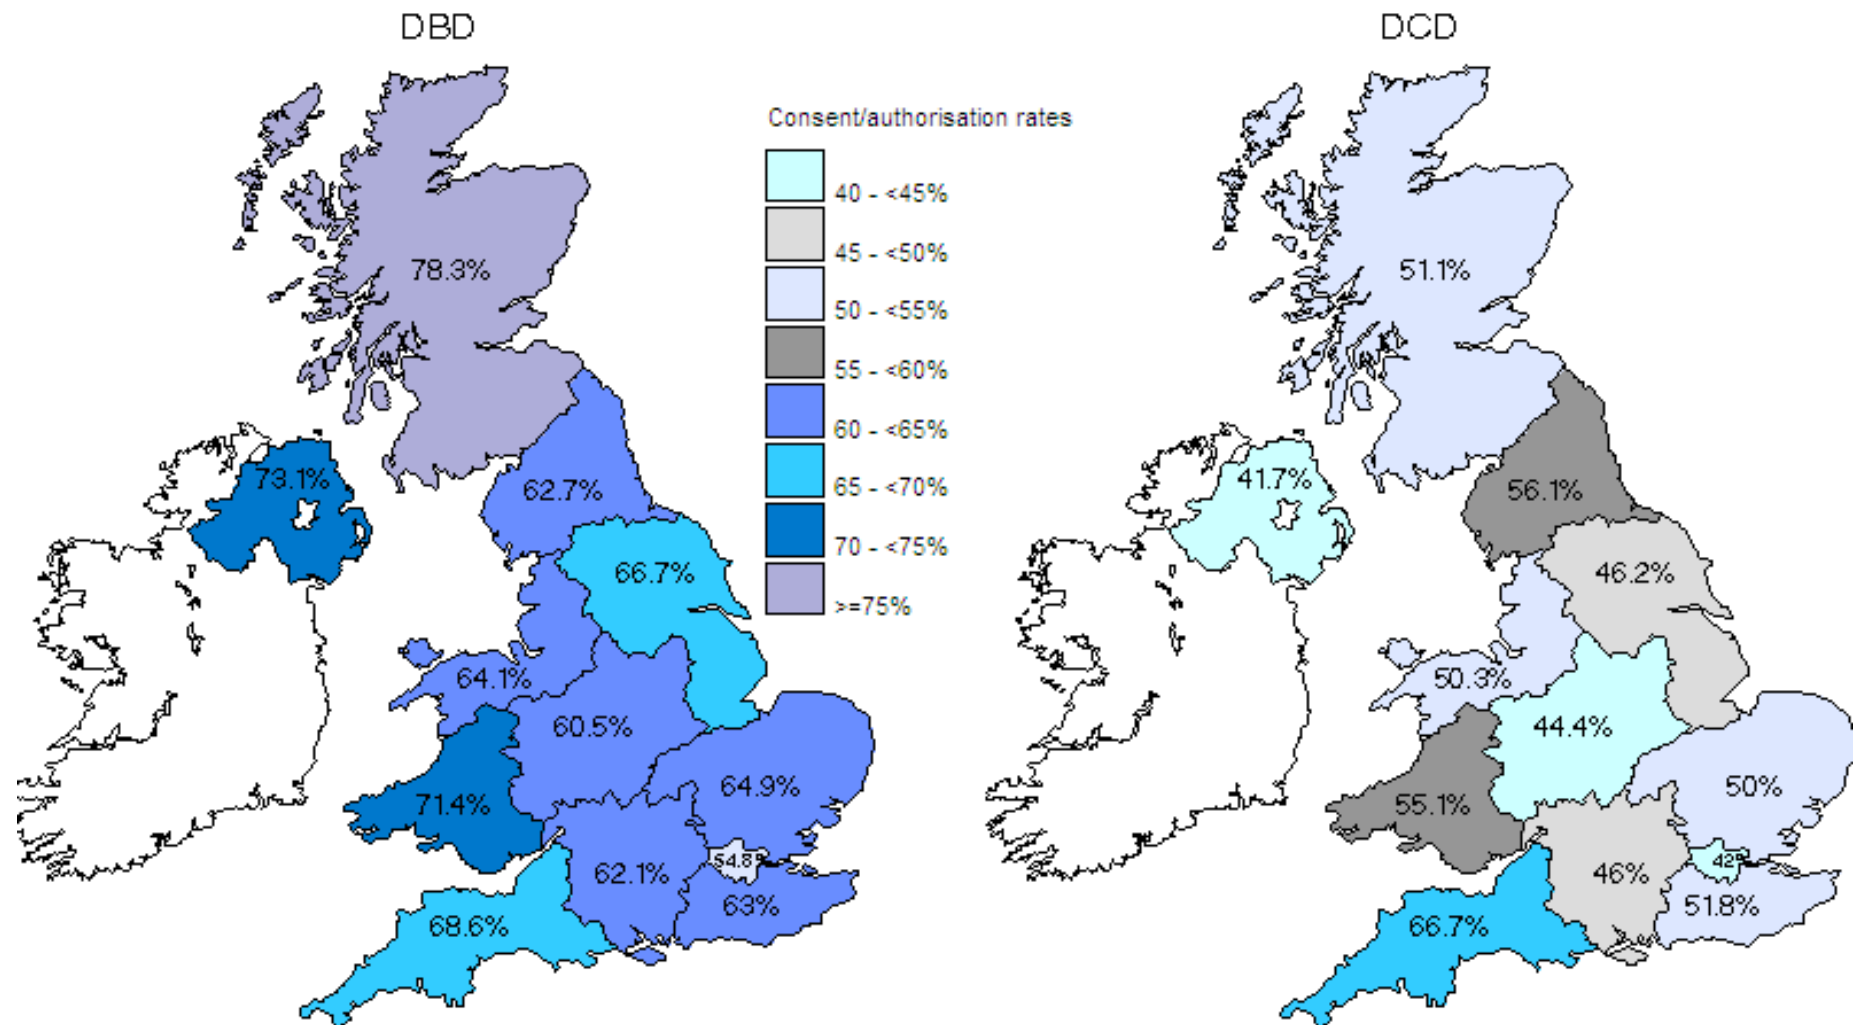 DBD
DCD
Consent/authorisation rates
40 - <45%
45 - <50%
50 - <55%
55 - <60%
60 - <65%
65 - <70%
70 - <75%
>=75%
78.3%
73.1%
62.7%
66.7%
64.1%
60.5%
71.4%
64.9%
54.8%
62.1%
63%
68.6%
51.1%
41.7%
56.1%
46.2%
50.3%
44.4%
55.1%
50%
42%
46%
51.8%
66.7%